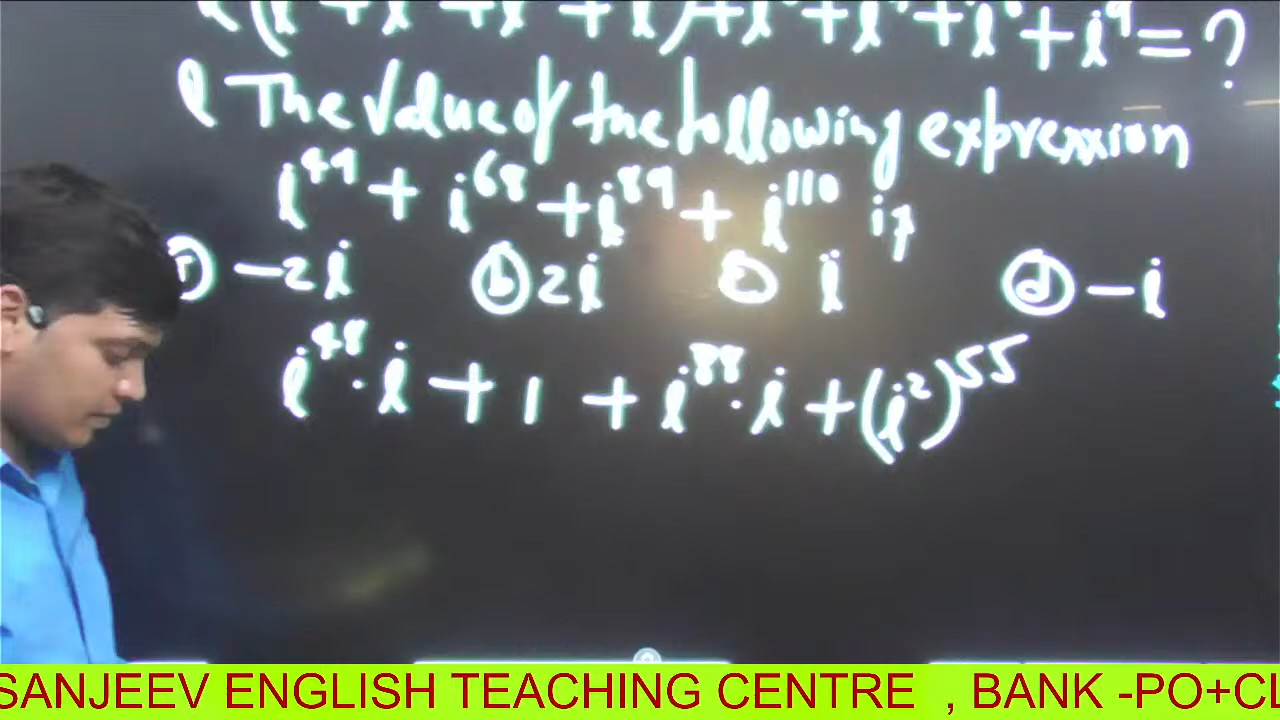 + i⁹ = ?
The value of the following expression
i⁴⁹ + i⁶⁸ + i⁸⁹ + i¹¹⁰ is
−2i (b) 2i (c) i (d) −i
i⁴⁸ · i + 1 + i⁸⁸ · i + (i²)⁵⁵
SANJEEV ENGLISH TEACHING CENTRE , BANK -PO+CL